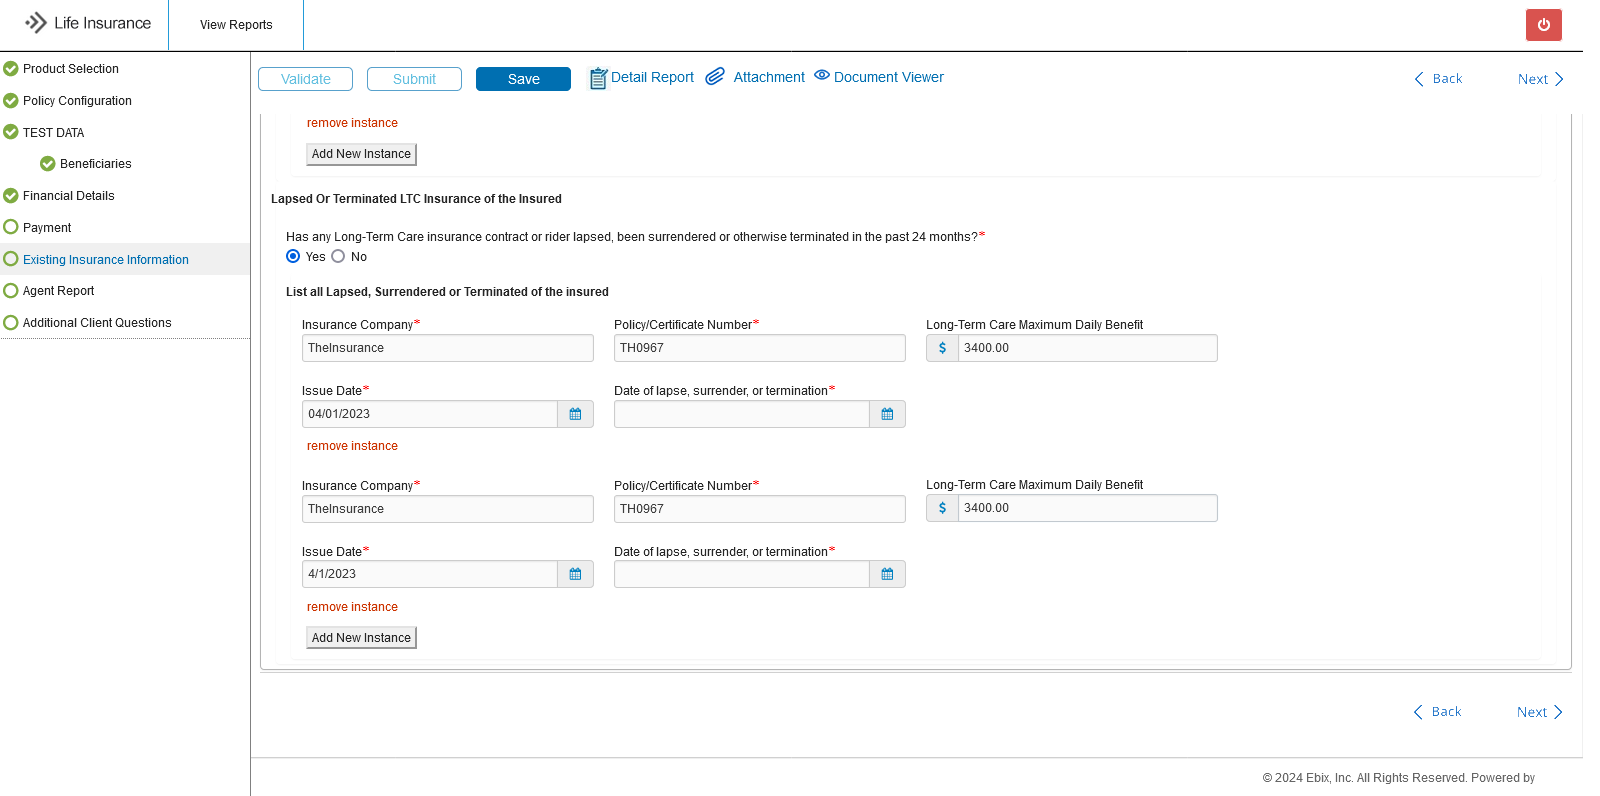 Life Insurance
View Reports
Product Selection
Policy Configuration
TEST DATA
Beneficiaries
Financial Details
Payment
Existing Insurance Information
Agent Report
Additional Client Questions
Validate Submit Save Detail Report Attachment Document Viewer Back Next
remove instance
Add New Instance
Lapsed Or Terminated LTC Insurance of the Insured
Has any Long-Term Care insurance contract or rider lapsed, been surrendered or otherwise terminated in the past 24 months?*
Yes No
List all Lapsed, Surrendered or Terminated of the insured
Insurance Company* Policy/Certificate Number* Long-Term Care Maximum Daily Benefit
TheInsurance TH0967 $ 3400.00
Issue Date* Date of lapse, surrender, or termination*
04/01/2023
remove instance
Insurance Company* Policy/Certificate Number* Long-Term Care Maximum Daily Benefit
TheInsurance TH0967 $ 3400.00
Issue Date* Date of lapse, surrender, or termination*
4/1/2023
remove instance
Add New Instance
Back Next
© 2024 Ebix, Inc. All Rights Reserved. Powered by